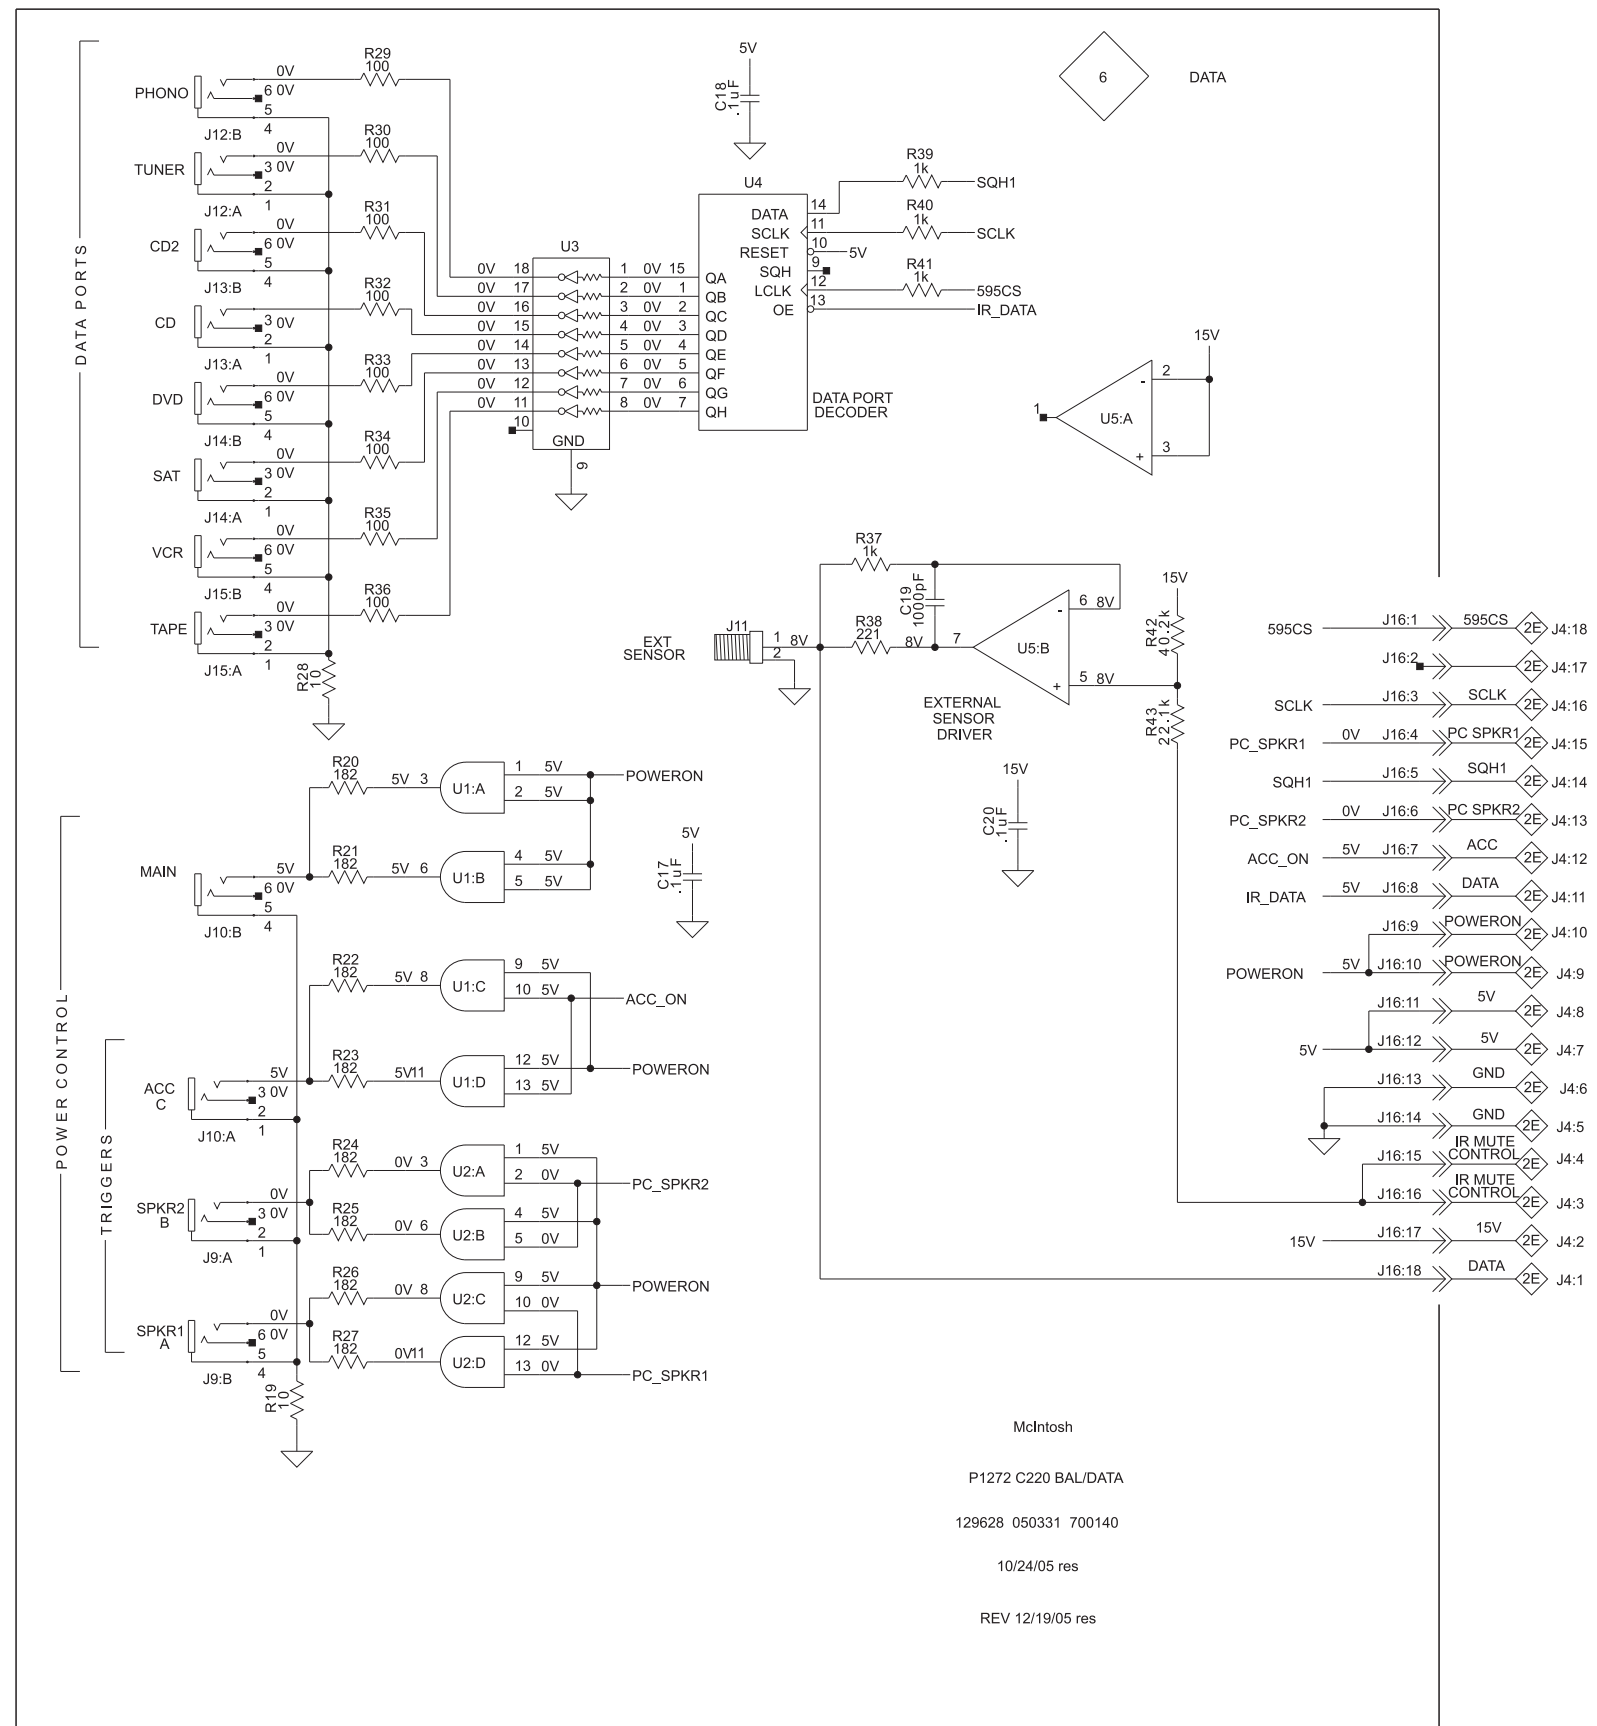 DATA PORTS
PHONO
0V
6 0V
5
4
J12:B
R29
100
TUNER
0V
3 0V
2
1
J12:A
R30
100
CD2
0V
6 0V
5
4
J13:B
R31
100
CD
0V
3 0V
2
1
J13:A
R32
100
DVD
0V
6 0V
5
4
J14:B
R33
100
SAT
0V
3 0V
2
1
J14:A
R34
100
VCR
0V
6 0V
5
4
J15:B
R35
100
TAPE
0V
3 0V
2
1
J15:A
R36
100
R28
10
U3
0V 18 1 0V 15 QA
0V 17 2 0V 1 QB
0V 16 3 0V 2 QC
0V 15 4 0V 3 QD
0V 14 5 0V 4 QE
0V 13 6 0V 5 QF
0V 12 7 0V 6 QG
0V 11 8 0V 7 QH
10
GND
9
5V
C18
.1uF
U4
DATA 14
SCLK 11
RESET 10 5V
SQH 9
LCLK 12
OE 13
R39
1k
SQH1
R40
1k
SCLK
R41
1k
595CS
IR_DATA
DATA PORT
DECODER
6
DATA
15V
2
-
1
U5:A
+
3
R37
1k
C19
1000pF
R38
221
J11
EXT
SENSOR
1 8V
2
8V 7
U5:B
-
6 8V
+
5 8V
EXTERNAL
SENSOR
DRIVER
15V
R42
40.2k
R43
22.1k
15V
C20
.1uF
POWER CONTROL
TRIGGERS
MAIN
5V
6 0V
5
4
J10:B
R20
182
5V 3
U1:A
1 5V
2 5V
POWERON
R21
182
5V 6
U1:B
4 5V
5 5V
5V
C17
.1uF
ACC
C
5V
3 0V
2
1
J10:A
R22
182
5V 8
U1:C
9 5V
10 5V
ACC_ON
R23
182
5V11
U1:D
12 5V
13 5V
POWERON
SPKR2
B
0V
3 0V
2
1
J9:A
R24
182
0V 3
U2:A
1 5V
2 0V
PC_SPKR2
R25
182
0V 6
U2:B
4 5V
5 0V
SPKR1
A
0V
6 0V
5
4
J9:B
R26
182
0V 8
U2:C
9 5V
10 0V
POWERON
R27
182
0V11
U2:D
12 5V
13 0V
PC_SPKR1
R19
10
595CS J16:1 595CS 2E J4:18
J16:2 2E J4:17
SCLK J16:3 SCLK 2E J4:16
PC_SPKR1 0V J16:4 PC SPKR1 2E J4:15
SQH1 J16:5 SQH1 2E J4:14
PC_SPKR2 0V J16:6 PC SPKR2 2E J4:13
ACC_ON 5V J16:7 ACC 2E J4:12
IR_DATA 5V J16:8 DATA 2E J4:11
J16:9 POWERON 2E J4:10
POWERON 5V J16:10 POWERON 2E J4:9
J16:11 5V 2E J4:8
5V J16:12 5V 2E J4:7
J16:13 GND 2E J4:6
J16:14 GND 2E J4:5
J16:15 IR MUTE
CONTROL 2E J4:4
J16:16 IR MUTE
CONTROL 2E J4:3
15V J16:17 15V 2E J4:2
J16:18 DATA 2E J4:1
McIntosh
P1272 C220 BAL/DATA
129628 050331 700140
10/24/05 res
REV 12/19/05 res